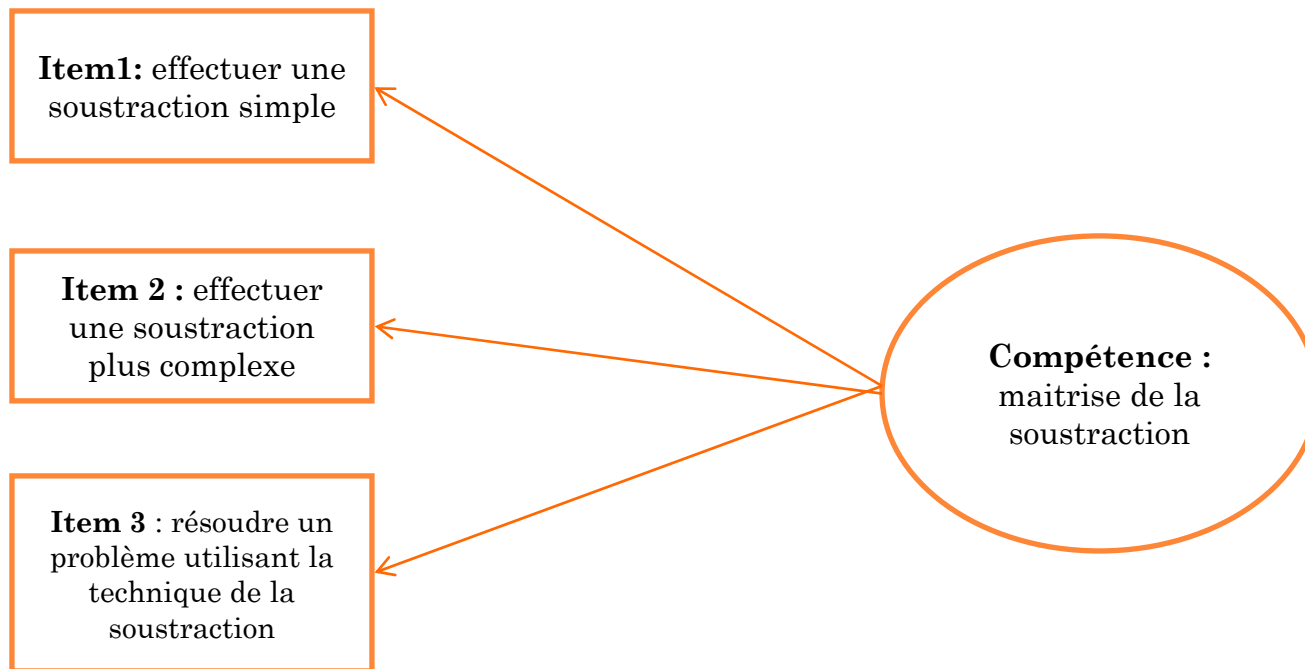 Item1: effectuer une
soustraction simple
Item 2 : effectuer
une soustraction
plus complexe
Compétence :
maitrise de la
soustraction
Item 3 : résoudre un
problème utilisant la
technique de la
soustraction